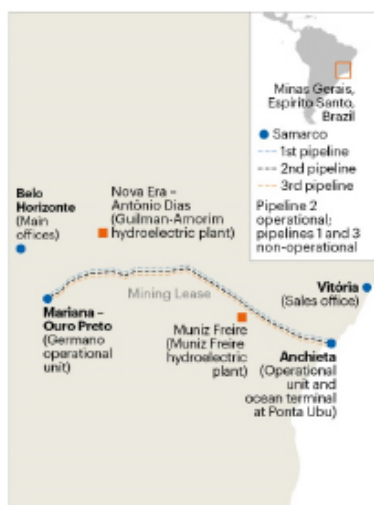 Minas Gerais,
Espírito Santo,
Brazil
Samarco
1st pipeline
2nd pipeline
3rd pipeline
Pipeline 2
operational;
pipelines 1 and 3
non-operational
Belo
Horizonte
(Main
offices)
Nova Era –
Antônio Dias
(Guilman-Amorim
hydroelectric plant)
Mining Lease
Vitória
(Sales office)
Mariana –
Ouro Preto
(Germano
operational
unit)
Muniz Freire
(Muniz Freire
hydroelectric
plant)
Anchieta
(Operational
unit and
ocean terminal
at Ponta Ubu)